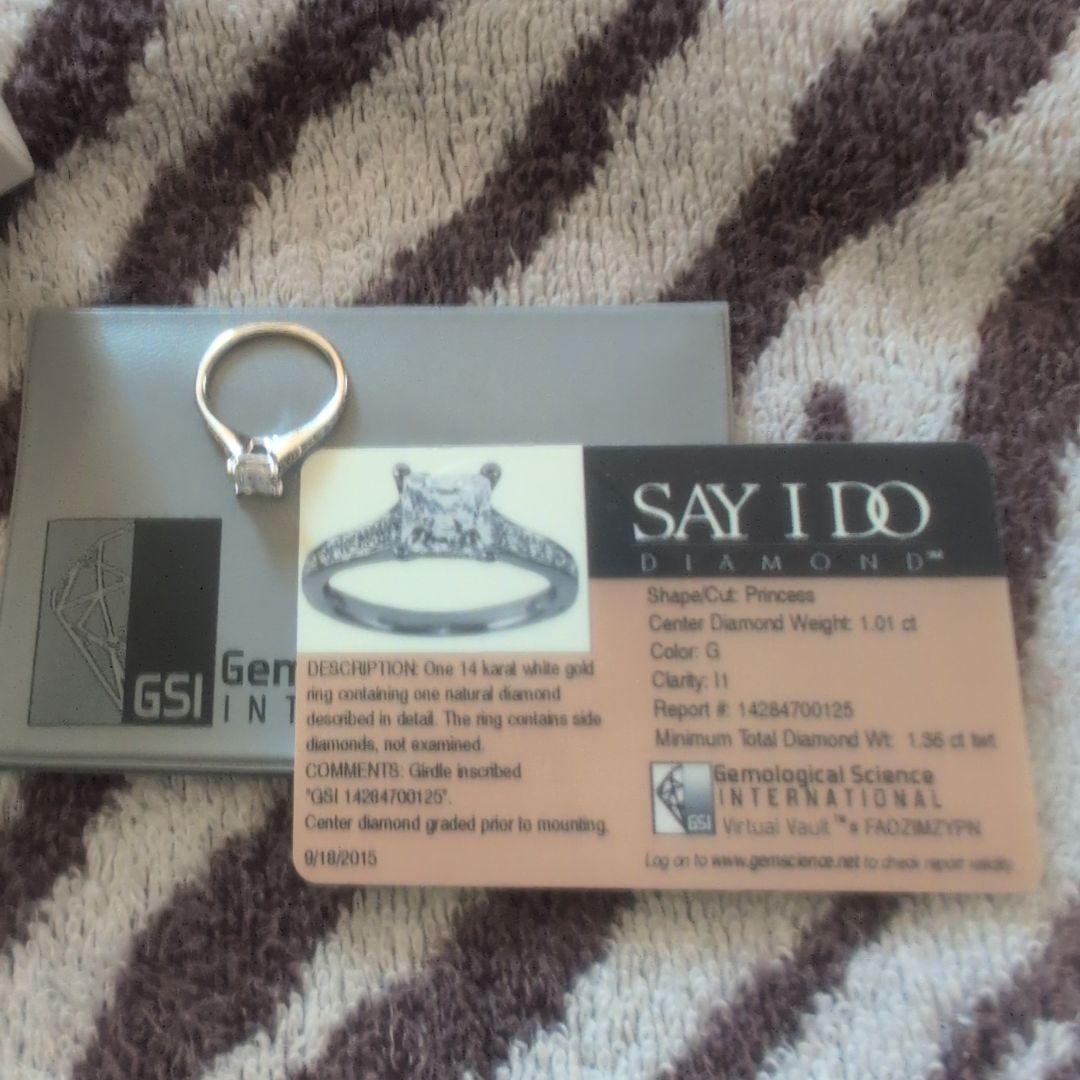 SAY I DO
DIAMOND℠
Shape/Cut: Princess
Center Diamond Weight: 1.01 ct
Color: G
Clarity: I1
Report #: 14284700125
Minimum Total Diamond Wt: 1.36 ct twt
Gemological Science
INTERNATIONAL
GSI
Virtual Vault™# FAOZIMZYPN
Log on to www.gemscience.net to check report validity.
DESCRIPTION: One 14 karat white gold
ring containing one natural diamond
described in detail. The ring contains side
diamonds, not examined.
COMMENTS: Girdle inscribed
"GSI 14284700125".
Center diamond graded prior to mounting.
9/18/2015
GSI
Gem
INT